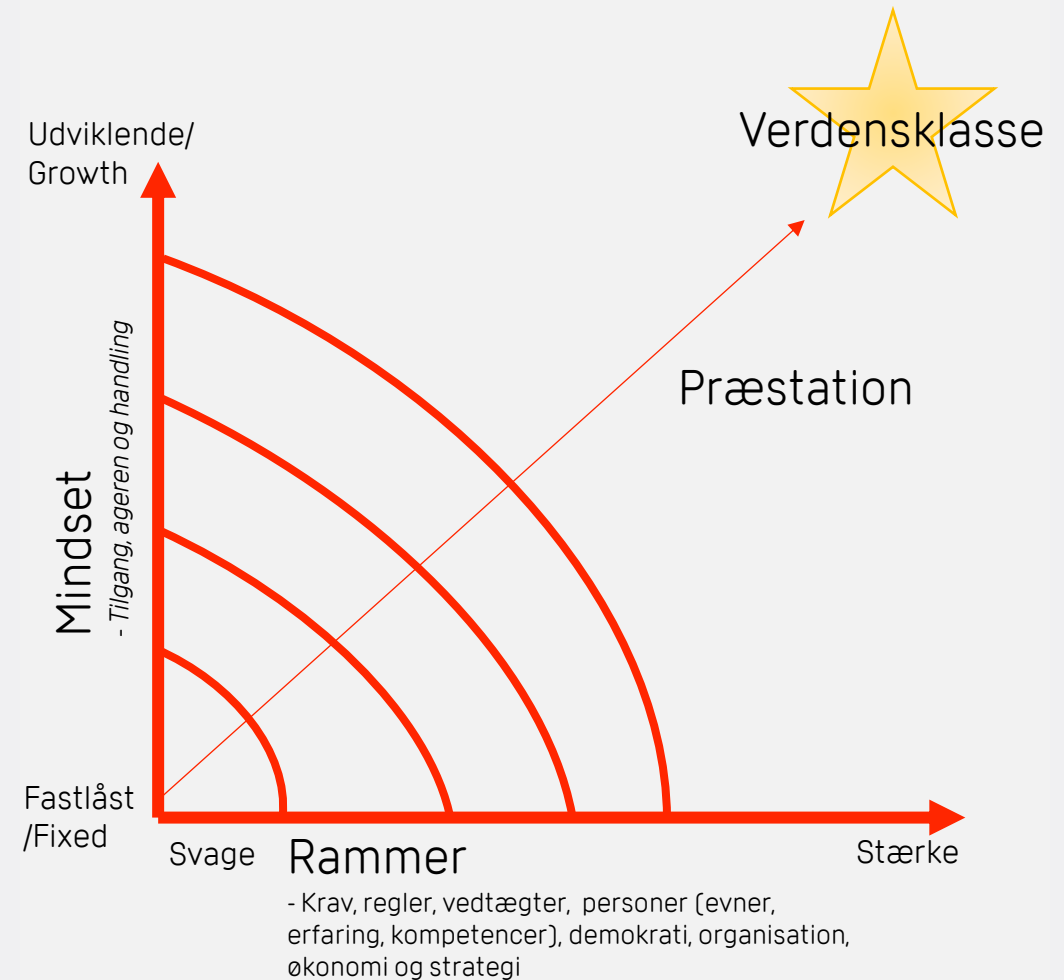 Verdensklasse
Udviklende/
Growth
Præstation
Mindset
- Tilgang, ageren og handling
Fastlåst
/Fixed
Svage
Rammer
Stærke
- Krav, regler, vedtægter, personer (evner,
erfaring, kompetencer), demokrati, organisation,
økonomi og strategi